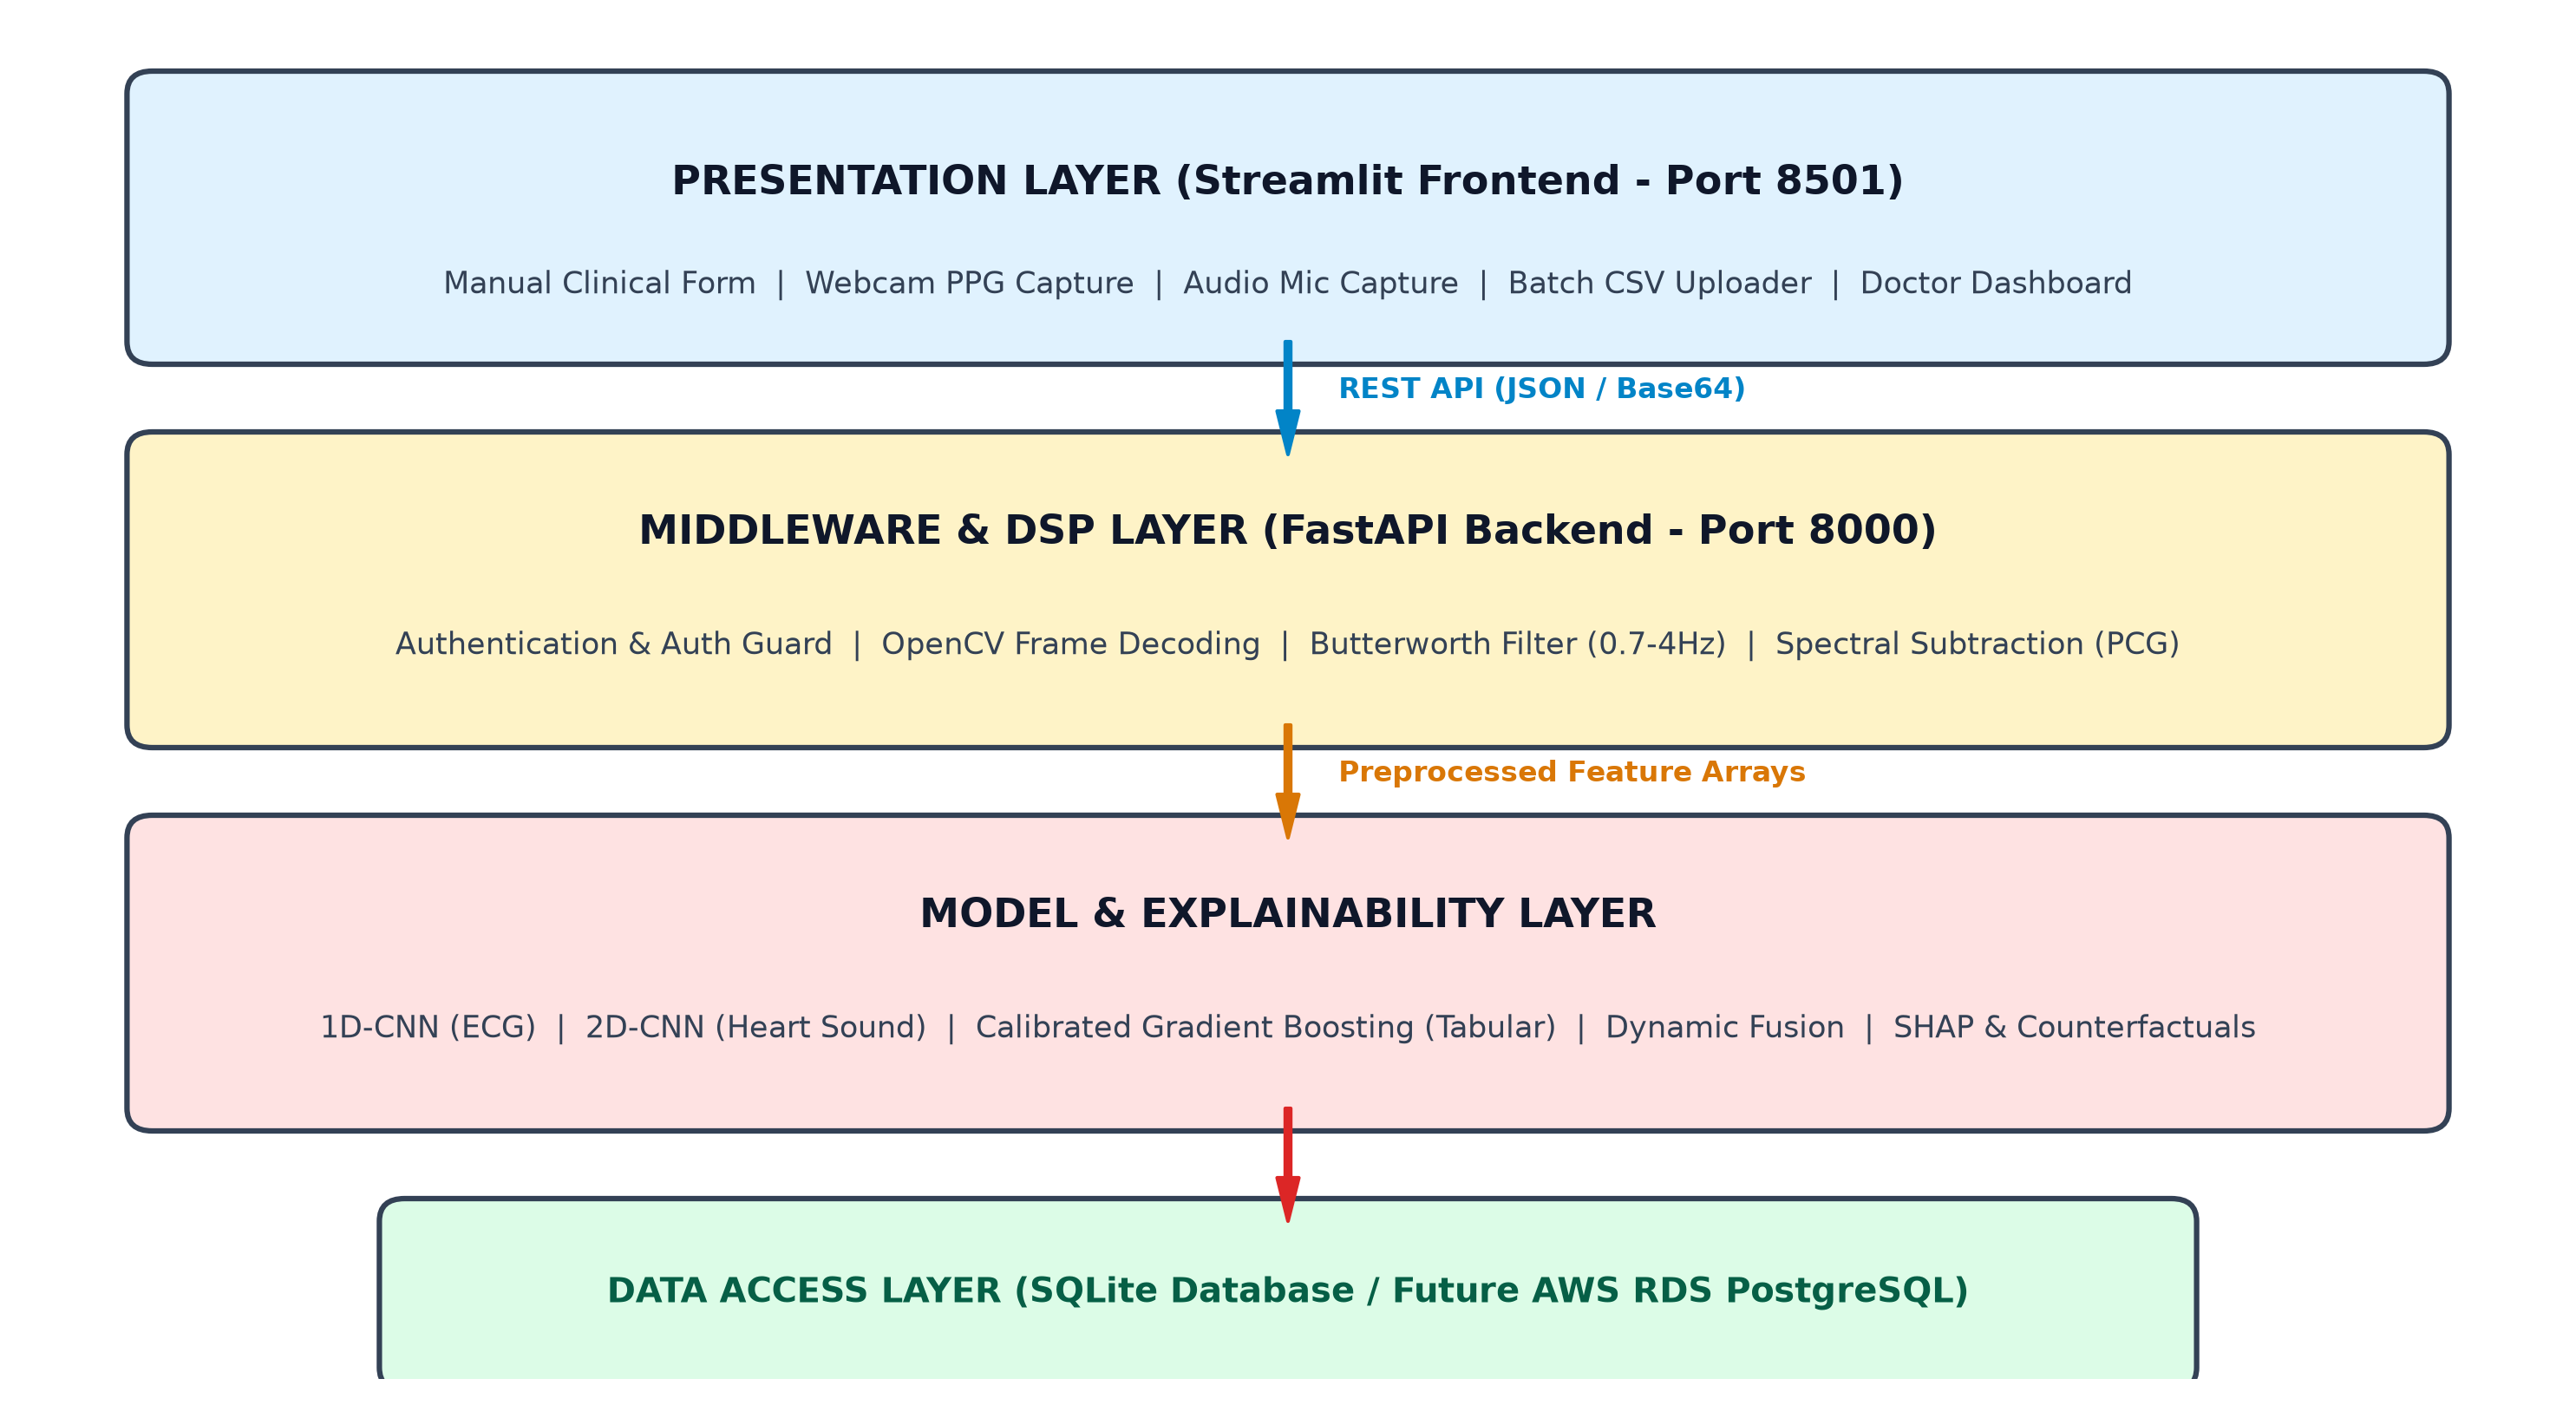 PRESENTATION LAYER (Streamlit Frontend - Port 8501)
Manual Clinical Form | Webcam PPG Capture | Audio Mic Capture | Batch CSV Uploader | Doctor Dashboard
REST API (JSON / Base64)
MIDDLEWARE & DSP LAYER (FastAPI Backend - Port 8000)
Authentication & Auth Guard | OpenCV Frame Decoding | Butterworth Filter (0.7-4Hz) | Spectral Subtraction (PCG)
Preprocessed Feature Arrays
MODEL & EXPLAINABILITY LAYER
1D-CNN (ECG) | 2D-CNN (Heart Sound) | Calibrated Gradient Boosting (Tabular) | Dynamic Fusion | SHAP & Counterfactuals
DATA ACCESS LAYER (SQLite Database / Future AWS RDS PostgreSQL)